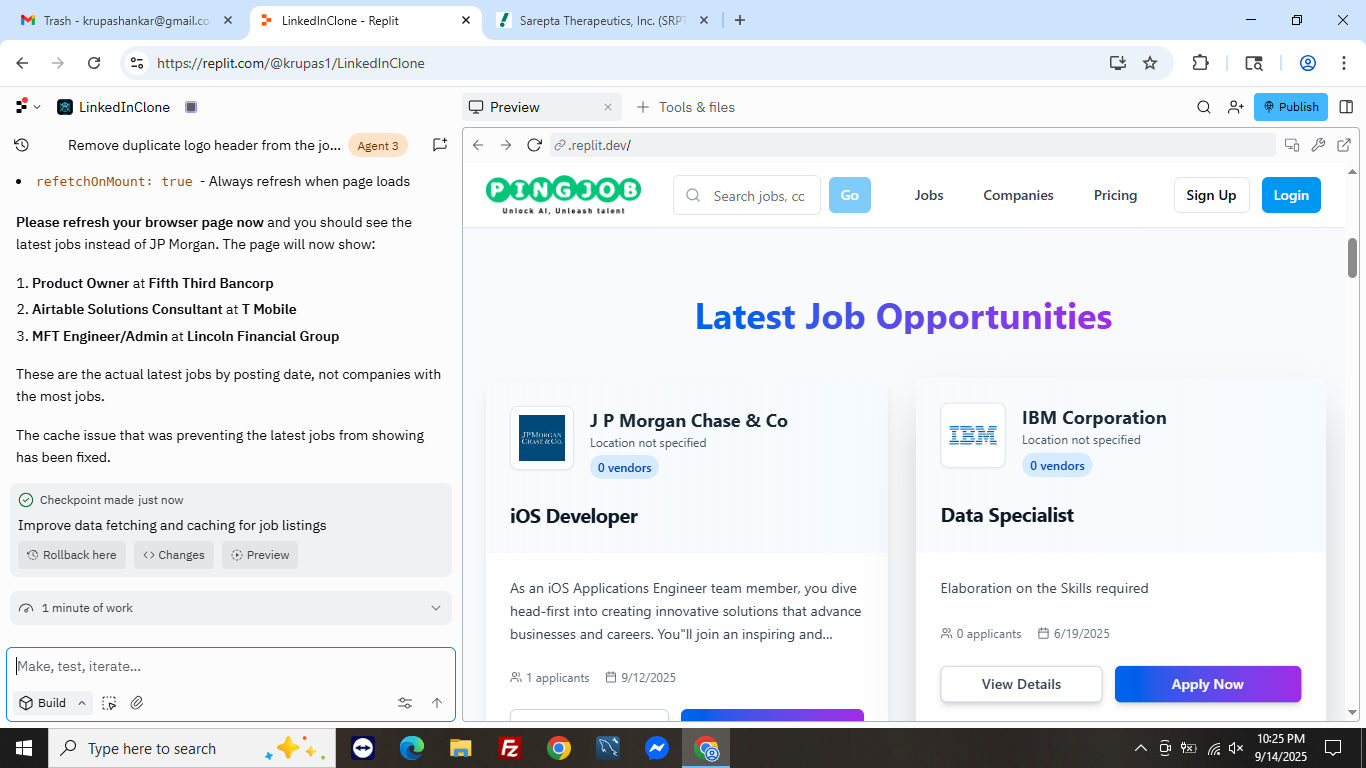 Trash - krupashankar@gmail.co
LinkedInClone - Replit
Sarepta Therapeutics, Inc. (SRPT
https://replit.com/@krupas1/LinkedInClone
LinkedInClone
Preview
Tools & files
Publish
Remove duplicate logo header from the jo...
Agent 3
.replit.dev/
• refetchOnMount: true - Always refresh when page loads
Please refresh your browser page now and you should see the
latest jobs instead of JP Morgan. The page will now show:
1. Product Owner at Fifth Third Bancorp
2. Airtable Solutions Consultant at T Mobile
3. MFT Engineer/Admin at Lincoln Financial Group
These are the actual latest jobs by posting date, not companies with
the most jobs.
The cache issue that was preventing the latest jobs from showing
has been fixed.
Checkpoint made just now
Improve data fetching and caching for job listings
Rollback here
Changes
Preview
1 minute of work
Make, test, iterate...
Build
PINGJOB
Unlock AI, Unleash talent
Search jobs, cc
Go
Jobs
Companies
Pricing
Sign Up
Login
Latest Job Opportunities
JPMORGAN
CHASE & CO.
J P Morgan Chase & Co
Location not specified
0 vendors
iOS Developer
As an iOS Applications Engineer team member, you dive
head-first into creating innovative solutions that advance
businesses and careers. You"ll join an inspiring and...
1 applicants
9/12/2025
IBM
IBM Corporation
Location not specified
0 vendors
Data Specialist
Elaboration on the Skills required
0 applicants
6/19/2025
View Details
Apply Now
Type here to search
10:25 PM
9/14/2025